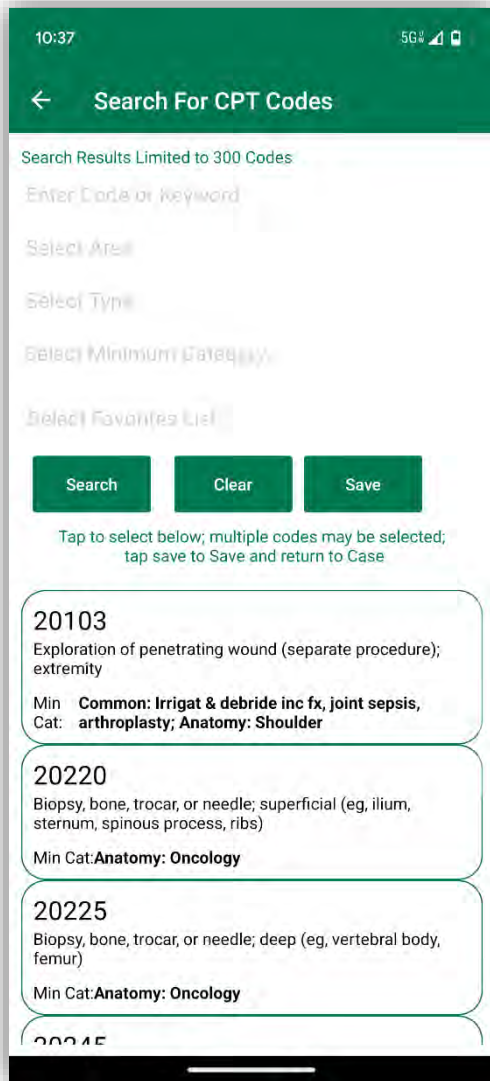 10:37
5G
Search For CPT Codes
Search Results Limited to 300 Codes
Enter Code or Keyword
Select Area
Select Type
Select Minimum Category
Select Favorites List
Search Clear Save
Tap to select below; multiple codes may be selected;
tap save to Save and return to Case
20103
Exploration of penetrating wound (separate procedure);
extremity
Min Common: Irrigat & debride inc fx, joint sepsis,
Cat: arthroplasty; Anatomy: Shoulder
20220
Biopsy, bone, trocar, or needle; superficial (eg, ilium,
sternum, spinous process, ribs)
Min Cat:Anatomy: Oncology
20225
Biopsy, bone, trocar, or needle; deep (eg, vertebral body,
femur)
Min Cat:Anatomy: Oncology